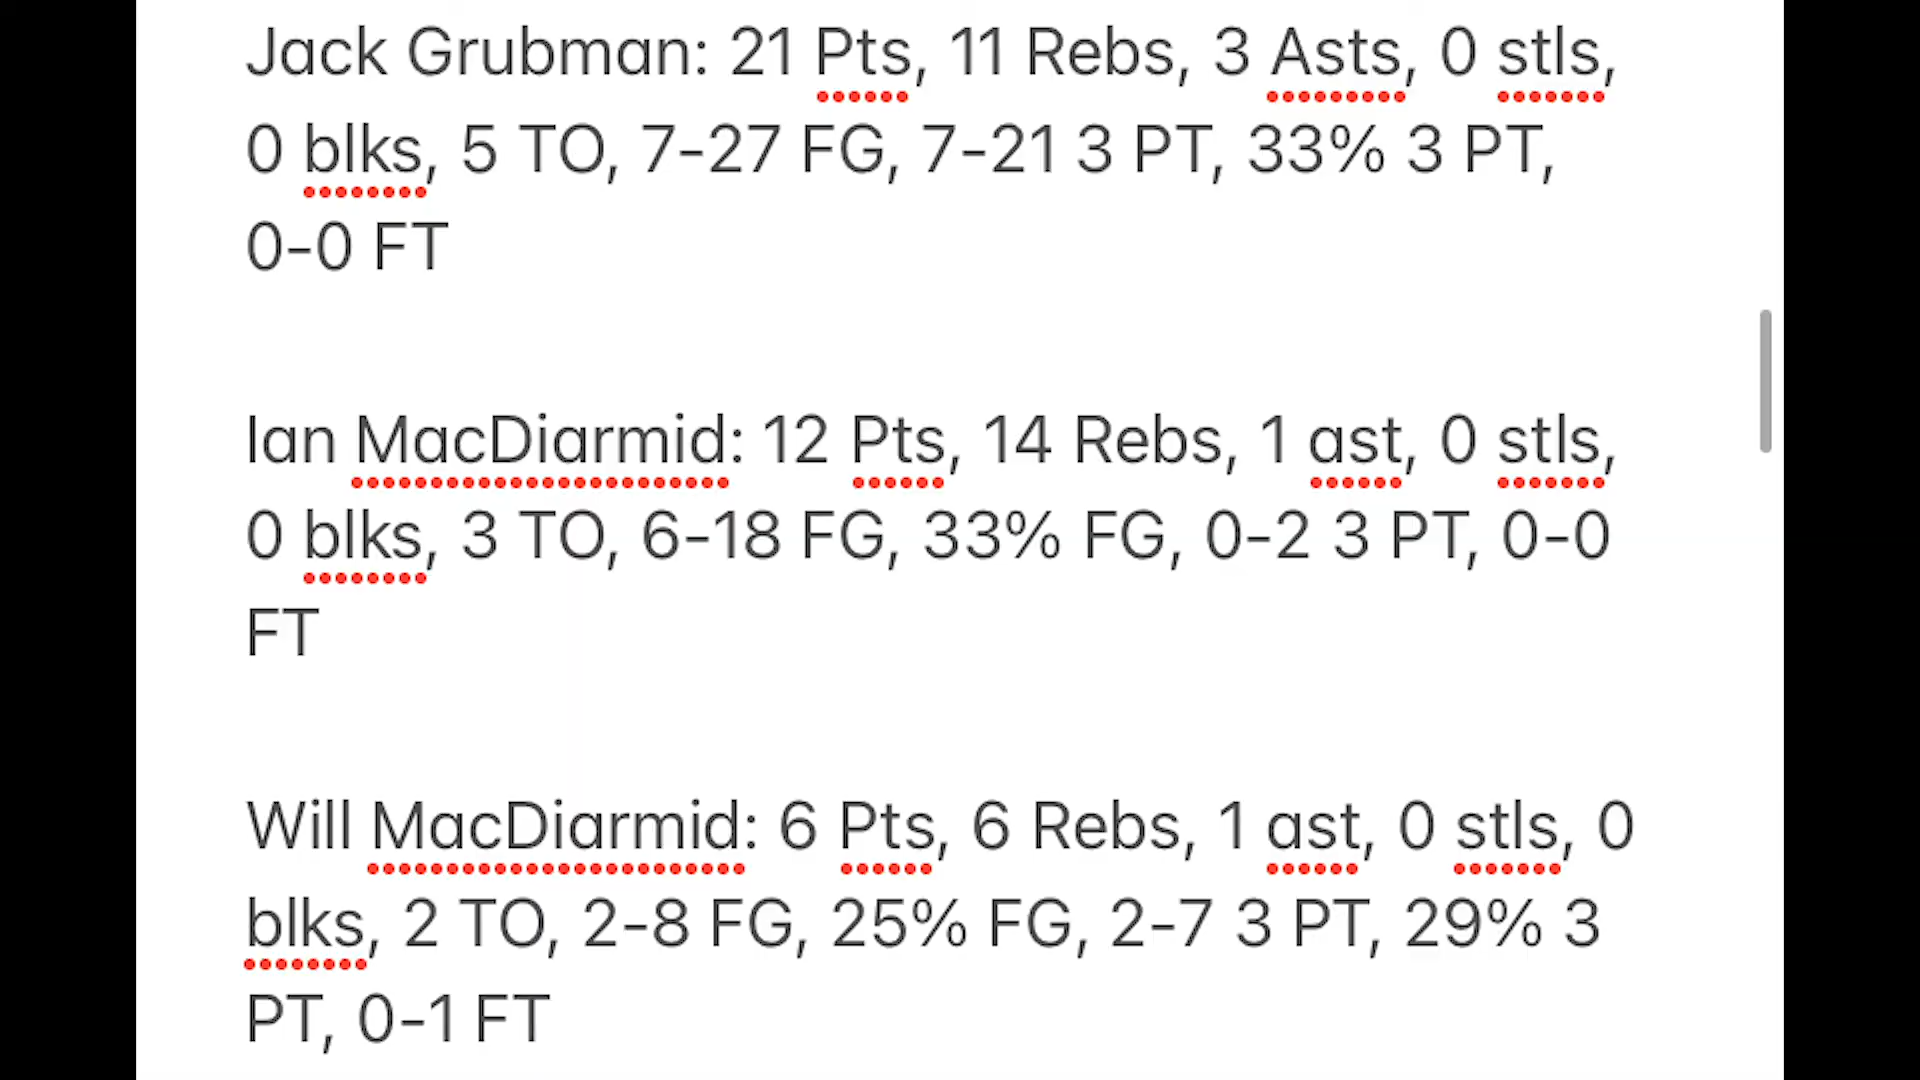 Jack Grubman: 21 Pts, 11 Rebs, 3 Asts, 0 stls,
0 blks, 5 TO, 7-27 FG, 7-21 3 PT, 33% 3 PT,
0-0 FT
Ian MacDiarmid: 12 Pts, 14 Rebs, 1 ast, 0 stls,
0 blks, 3 TO, 6-18 FG, 33% FG, 0-2 3 PT, 0-0
FT
Will MacDiarmid: 6 Pts, 6 Rebs, 1 ast, 0 stls, 0
blks, 2 TO, 2-8 FG, 25% FG, 2-7 3 PT, 29% 3
PT, 0-1 FT